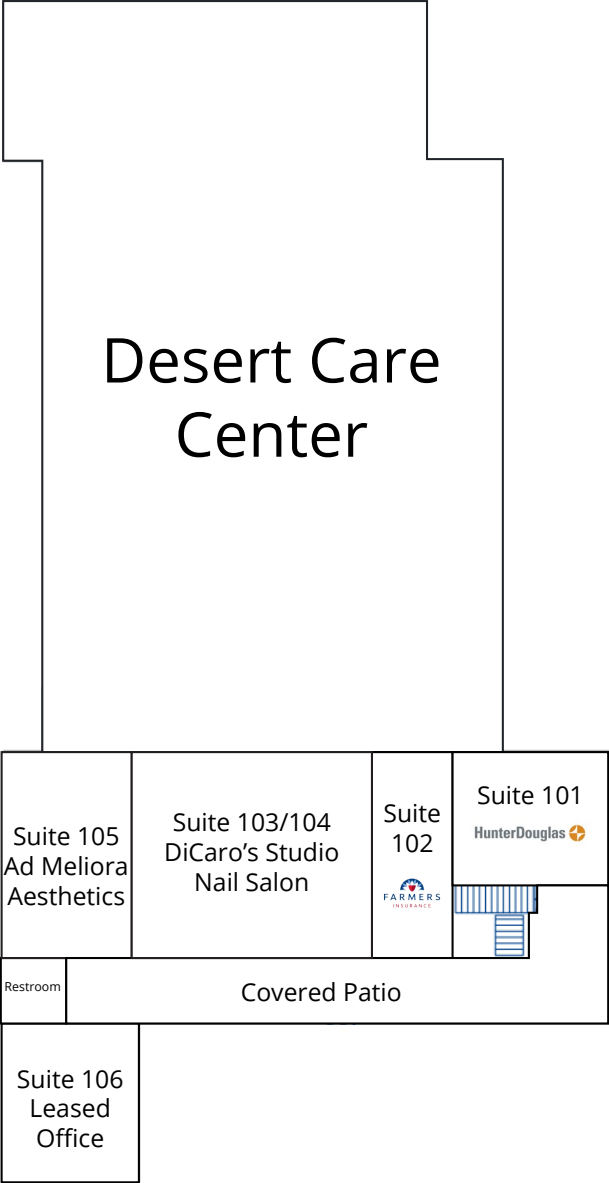 Desert Care
Center
Suite 105
Ad Meliora
Aesthetics
Suite 103/104
DiCaro’s Studio
Nail Salon
Suite
102
FARMERS
INSURANCE
Suite 101
HunterDouglas
Restroom
Covered Patio
Suite 106
Leased
Office